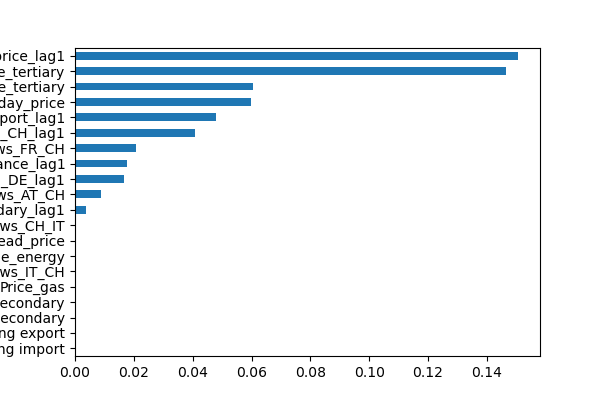 price_lag1
e_tertiary
e_tertiary
day_price
port_lag1
_CH_lag1
ws_FR_CH
ance_lag1
_DE_lag1
ws_AT_CH
dary_lag1
ws_CH_IT
ead_price
e_energy
ws_IT_CH
Price_gas
econdary
econdary
ng export
ng import
0.00 0.02 0.04 0.06 0.08 0.10 0.12 0.14